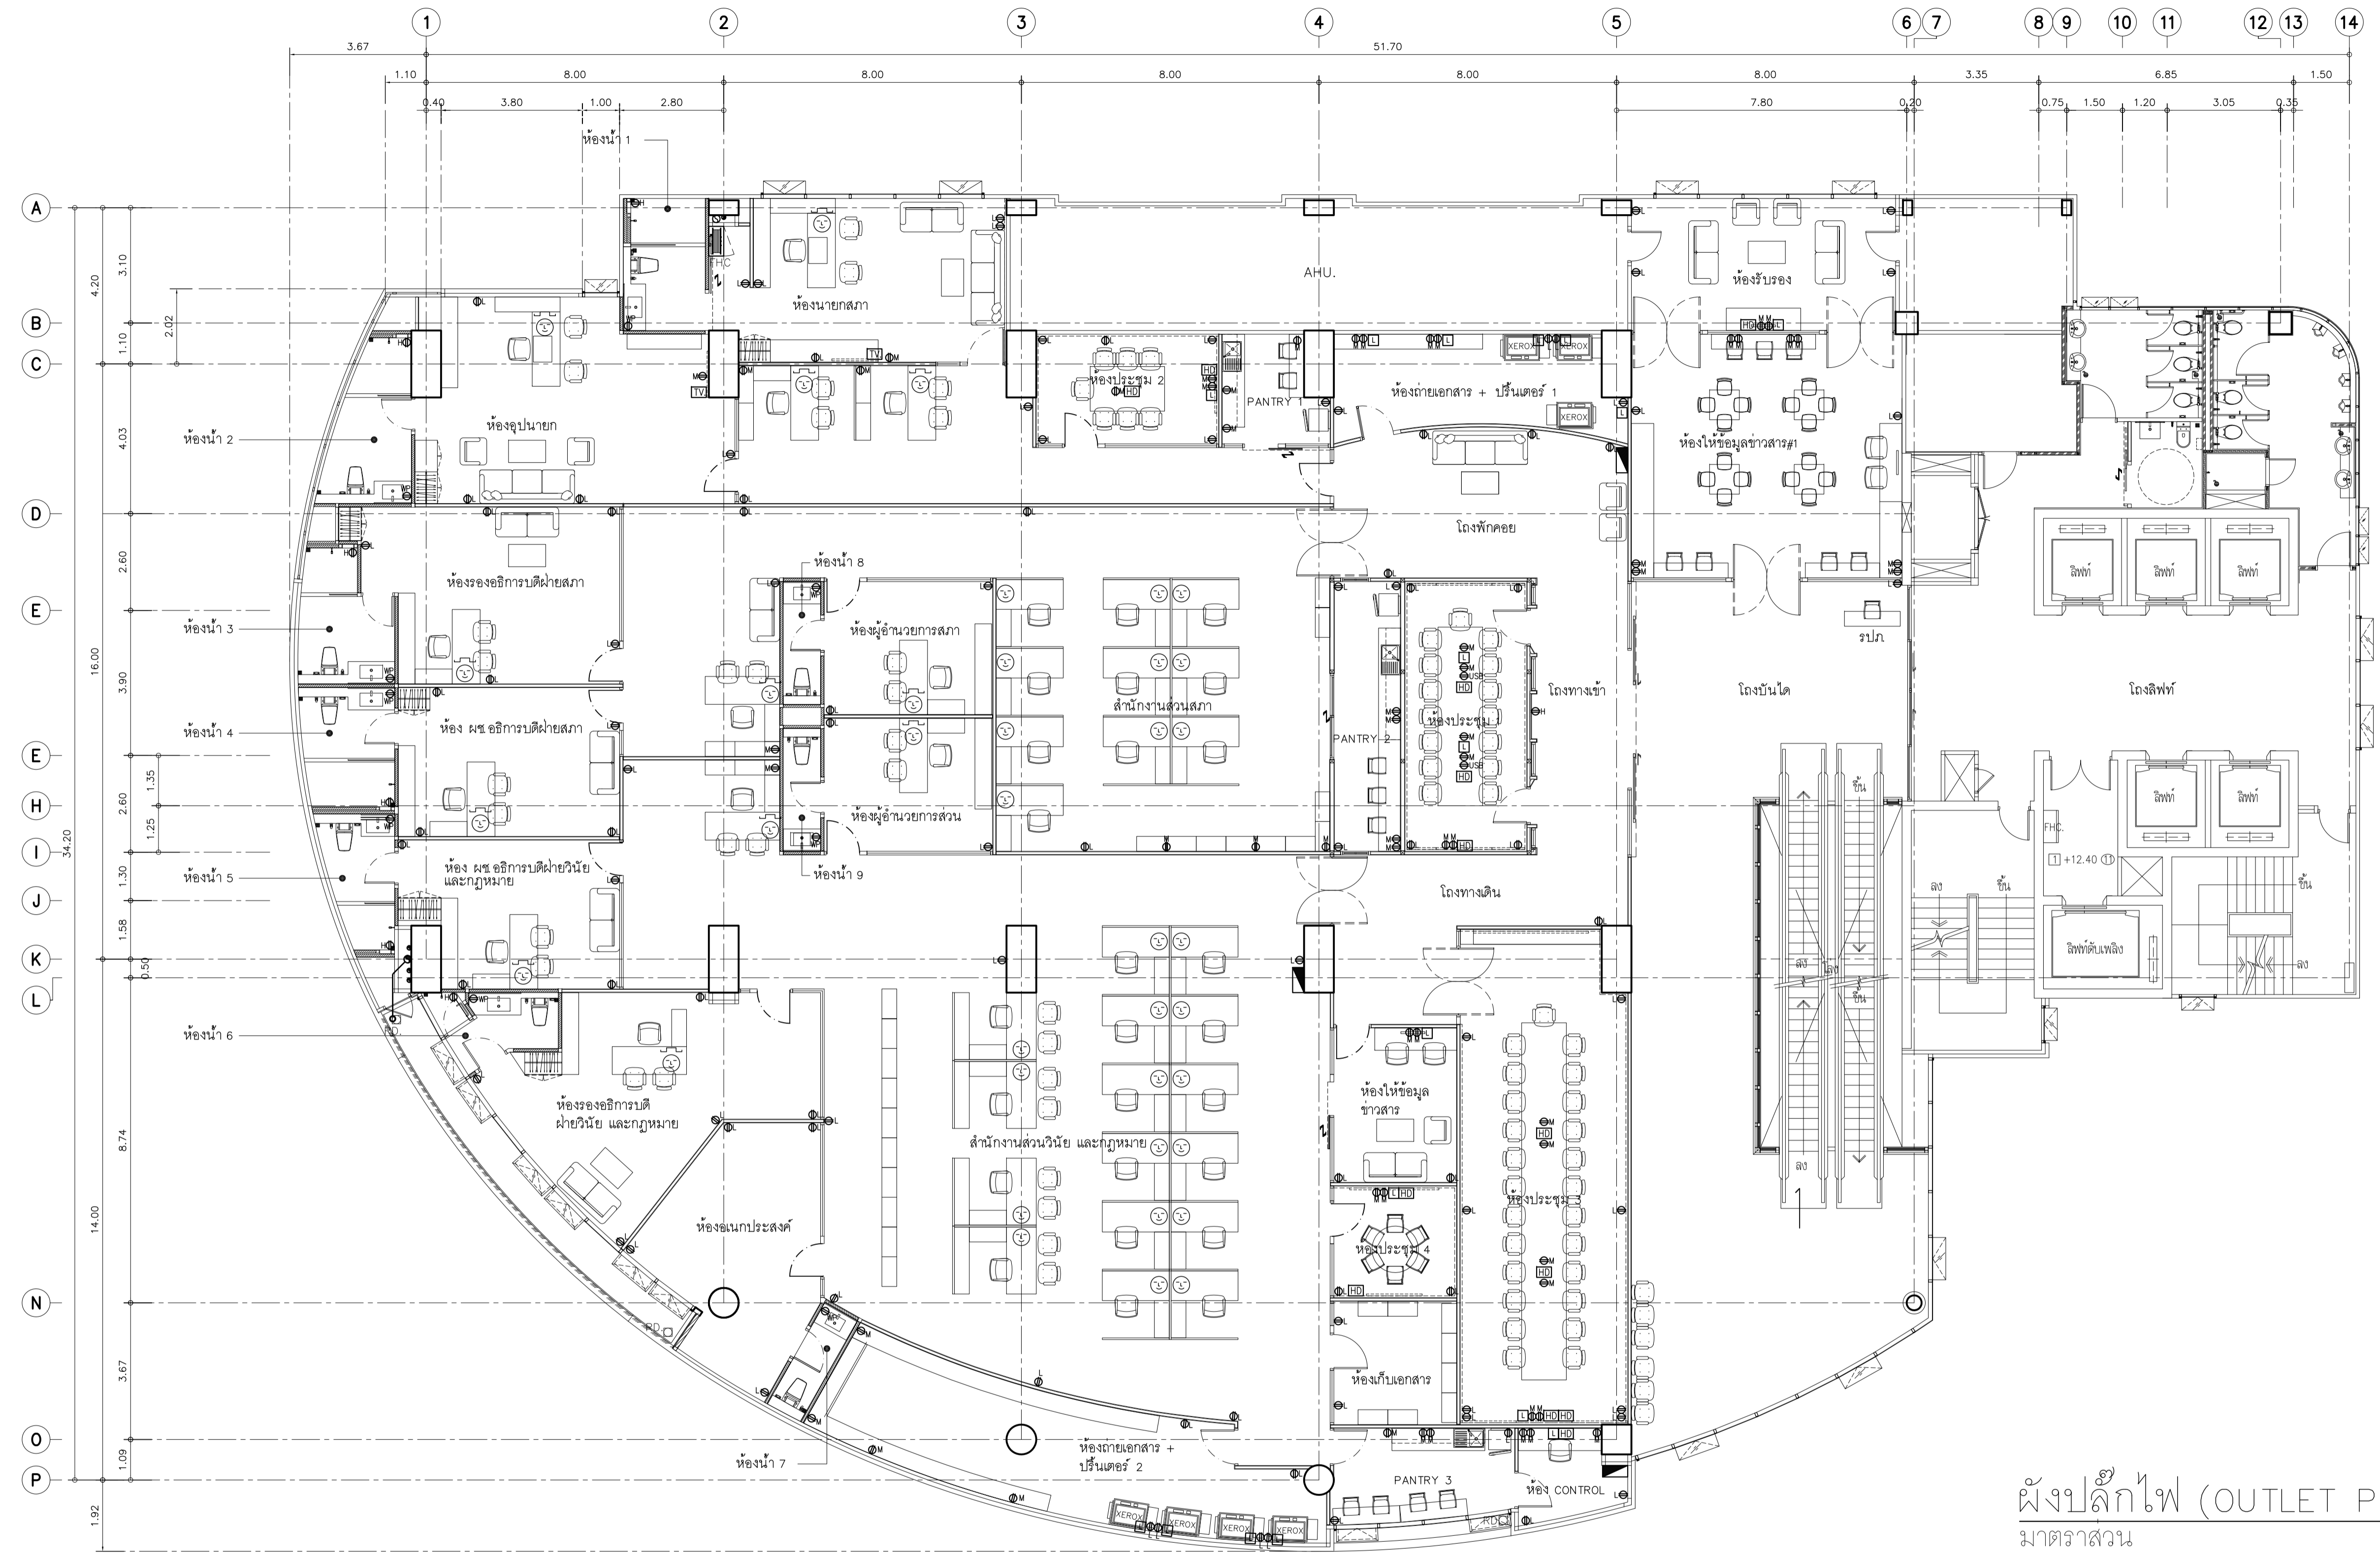 1 2 3 4 5 6 7 8 9 10 11 12 13 14
3.67 51.70
1.10 8.00 8.00 8.00 8.00 8.00 3.35 6.85 1.50
0.40 3.80 1.00 2.80 7.80 0.20 0.75 1.50 1.20 3.05 0.35
ห้องน้ำ 1
A
3.10
4.20
FHC
AHU.
ห้องรับรอง
ห้องนายกสภา
B
2.02
1.10
C
TV
TV
ห้องประชุม 2
PANTRY 1
XEROX XEROX
ห้องถ่ายเอกสาร + ปริ้นเตอร์ 1
XEROX
4.03
ห้องอุปนายก
ห้องน้ำ 2
ห้องให้ข้อมูลข่าวสาร#1
D
โถงพักคอย
2.60
ห้องรองอธิการบดีฝ่ายสภา
ห้องน้ำ 8
ลิฟท์ ลิฟท์ ลิฟท์
E
ห้องน้ำ 3
ห้องผู้อำนวยการสภา
รปภ.
16.00
3.90
สำนักงานส่วนสภา
โถงทางเข้า
โถงบันได
โถงลิฟท์
ห้องน้ำ 4
ห้อง ผช.อธิการบดีฝ่ายสภา
ห้องประชุม 1
PANTRY 2
E
1.35
H
2.60
34.20
1.25
ห้องผู้อำนวยการส่วน
ขึ้น
ลิฟท์ ลิฟท์
FHC.
I
1 +12.40 11
ห้องน้ำ 5
1.30
ห้อง ผช.อธิการบดีฝ่ายวินัย
และกฎหมาย
ห้องน้ำ 9
โถงทางเดิน
ลง ขึ้น
ขึ้น
J
1.58
ลิฟท์ดับเพลิง
K
0.50
ลง ลง
ลง
L
ขึ้น
ห้องน้ำ 6
ห้องรองอธิการบดี
ฝ่ายวินัย และกฎหมาย
ห้องให้ข้อมูล
ข่าวสาร
8.74
สำนักงานส่วนวินัย และกฎหมาย
ลง
14.00
ห้องอเนกประสงค์
ห้องประชุม 3
ห้องประชุม 4
N
RD.
3.67
ห้องเก็บเอกสาร
O
1.09
ห้องน้ำ 7
ห้องถ่ายเอกสาร +
ปริ้นเตอร์ 2
P
PANTRY 3
ห้อง CONTROL
1.92
XEROX XEROX XEROX XEROX
RD
ผังปลั๊กไฟ (OUTLET P
มาตราส่วน